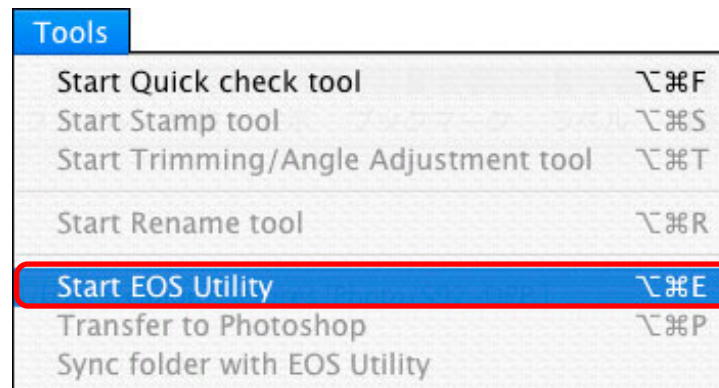 Tools
Start Quick check tool ⌥⌘F
Start Stamp tool ⌥⌘S
Start Trimming/Angle Adjustment tool ⌥⌘T
Start Rename tool ⌥⌘R
Start EOS Utility ⌥⌘E
Transfer to Photoshop ⌥⌘P
Sync folder with EOS Utility